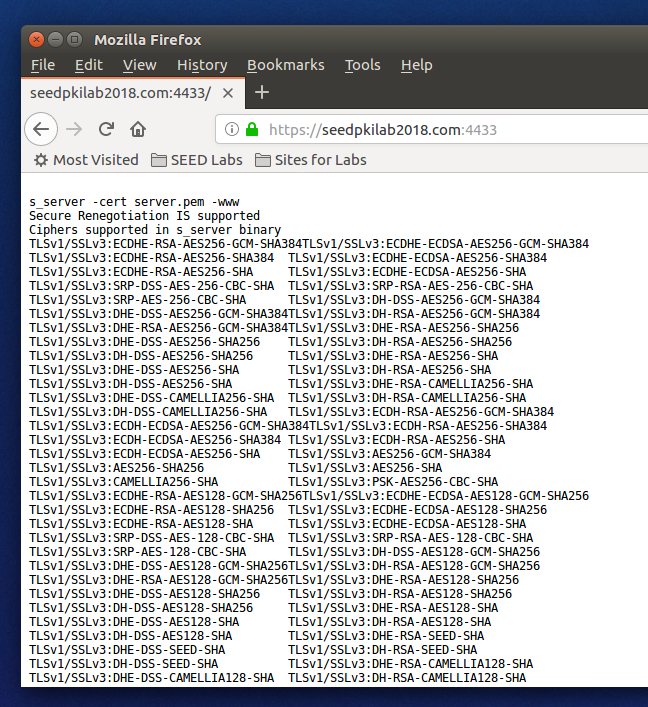 Mozilla Firefox
File Edit View History Bookmarks Tools Help
seedpkilab2018.com:4433/
https://seedpkilab2018.com:4433
Most Visited SEED Labs Sites for Labs
s_server -cert server.pem -www
Secure Renegotiation IS supported
Ciphers supported in s_server binary
TLSv1/SSLv3:ECDHE-RSA-AES256-GCM-SHA384TLSv1/SSLv3:ECDHE-ECDSA-AES256-GCM-SHA384
TLSv1/SSLv3:ECDHE-RSA-AES256-SHA384  TLSv1/SSLv3:ECDHE-ECDSA-AES256-SHA384
TLSv1/SSLv3:ECDHE-RSA-AES256-SHA     TLSv1/SSLv3:ECDHE-ECDSA-AES256-SHA
TLSv1/SSLv3:SRP-DSS-AES-256-CBC-SHA  TLSv1/SSLv3:SRP-RSA-AES-256-CBC-SHA
TLSv1/SSLv3:SRP-AES-256-CBC-SHA      TLSv1/SSLv3:DH-DSS-AES256-GCM-SHA384
TLSv1/SSLv3:DHE-DSS-AES256-GCM-SHA384TLSv1/SSLv3:DH-RSA-AES256-GCM-SHA384
TLSv1/SSLv3:DHE-RSA-AES256-GCM-SHA384TLSv1/SSLv3:DHE-RSA-AES256-SHA256
TLSv1/SSLv3:DHE-DSS-AES256-SHA256    TLSv1/SSLv3:DH-RSA-AES256-SHA256
TLSv1/SSLv3:DH-DSS-AES256-SHA256     TLSv1/SSLv3:DHE-RSA-AES256-SHA
TLSv1/SSLv3:DHE-DSS-AES256-SHA       TLSv1/SSLv3:DH-RSA-AES256-SHA
TLSv1/SSLv3:DH-DSS-AES256-SHA        TLSv1/SSLv3:DHE-RSA-CAMELLIA256-SHA
TLSv1/SSLv3:DHE-DSS-CAMELLIA256-SHA  TLSv1/SSLv3:DH-RSA-CAMELLIA256-SHA
TLSv1/SSLv3:DH-DSS-CAMELLIA256-SHA   TLSv1/SSLv3:ECDH-RSA-AES256-GCM-SHA384
TLSv1/SSLv3:ECDH-ECDSA-AES256-GCM-SHA384TLSv1/SSLv3:ECDH-RSA-AES256-SHA384
TLSv1/SSLv3:ECDH-ECDSA-AES256-SHA384 TLSv1/SSLv3:ECDH-RSA-AES256-SHA
TLSv1/SSLv3:ECDH-ECDSA-AES256-SHA    TLSv1/SSLv3:AES256-GCM-SHA384
TLSv1/SSLv3:AES256-SHA256            TLSv1/SSLv3:AES256-SHA
TLSv1/SSLv3:CAMELLIA256-SHA          TLSv1/SSLv3:PSK-AES256-CBC-SHA
TLSv1/SSLv3:ECDHE-RSA-AES128-GCM-SHA256TLSv1/SSLv3:ECDHE-ECDSA-AES128-GCM-SHA256
TLSv1/SSLv3:ECDHE-RSA-AES128-SHA256  TLSv1/SSLv3:ECDHE-ECDSA-AES128-SHA256
TLSv1/SSLv3:ECDHE-RSA-AES128-SHA     TLSv1/SSLv3:ECDHE-ECDSA-AES128-SHA
TLSv1/SSLv3:SRP-DSS-AES-128-CBC-SHA  TLSv1/SSLv3:SRP-RSA-AES-128-CBC-SHA
TLSv1/SSLv3:SRP-AES-128-CBC-SHA      TLSv1/SSLv3:DH-DSS-AES128-GCM-SHA256
TLSv1/SSLv3:DHE-DSS-AES128-GCM-SHA256TLSv1/SSLv3:DH-RSA-AES128-GCM-SHA256
TLSv1/SSLv3:DHE-RSA-AES128-GCM-SHA256TLSv1/SSLv3:DHE-RSA-AES128-SHA256
TLSv1/SSLv3:DHE-DSS-AES128-SHA256    TLSv1/SSLv3:DH-RSA-AES128-SHA256
TLSv1/SSLv3:DH-DSS-AES128-SHA256     TLSv1/SSLv3:DHE-RSA-AES128-SHA
TLSv1/SSLv3:DHE-DSS-AES128-SHA       TLSv1/SSLv3:DH-RSA-AES128-SHA
TLSv1/SSLv3:DH-DSS-AES128-SHA        TLSv1/SSLv3:DHE-RSA-SEED-SHA
TLSv1/SSLv3:DHE-DSS-SEED-SHA         TLSv1/SSLv3:DH-RSA-SEED-SHA
TLSv1/SSLv3:DH-DSS-SEED-SHA          TLSv1/SSLv3:DHE-RSA-CAMELLIA128-SHA
TLSv1/SSLv3:DHE-DSS-CAMELLIA128-SHA  TLSv1/SSLv3:DH-RSA-CAMELLIA128-SHA